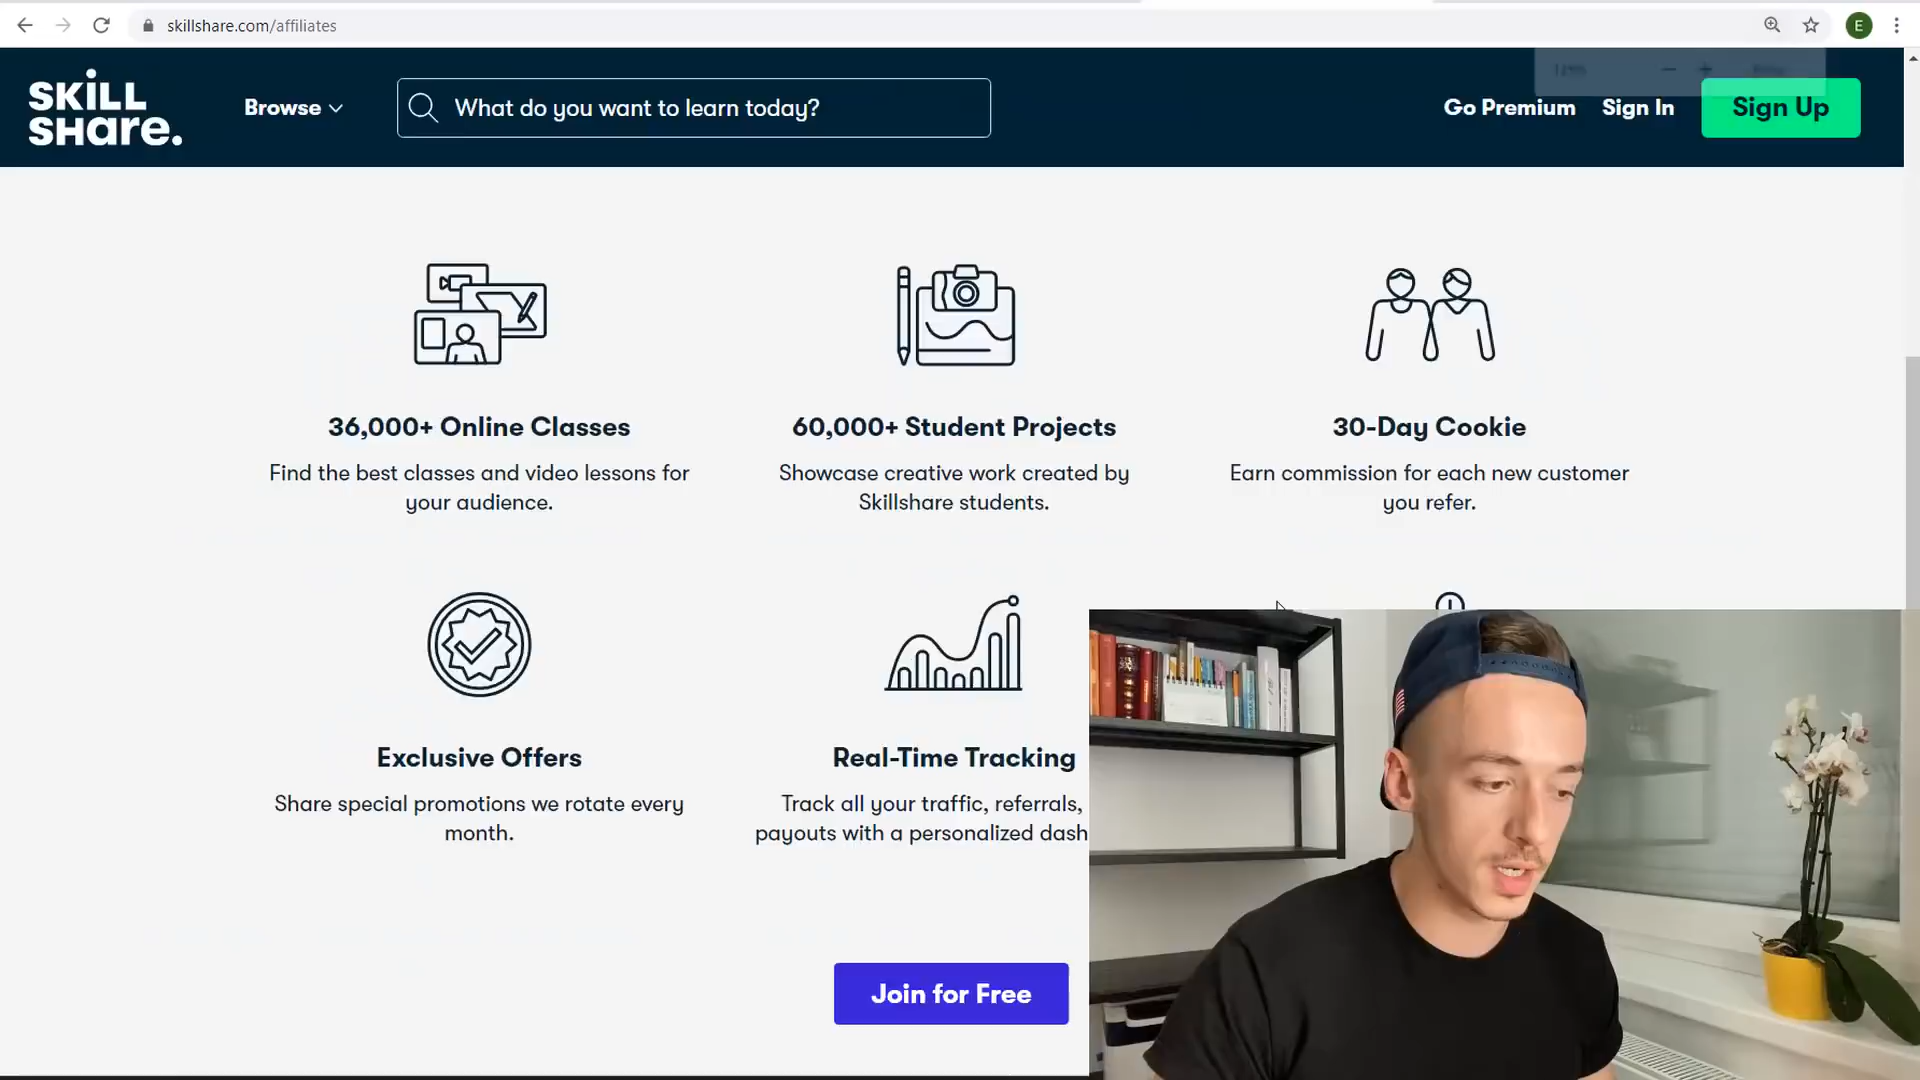 skillshare.com/affiliates
E
SKILL
SHARE.
Browse
What do you want to learn today?
Go Premium
Sign In
Sign Up
36,000+ Online Classes
Find the best classes and video lessons for
your audience.
60,000+ Student Projects
Showcase creative work created by
Skillshare students.
30-Day Cookie
Earn commission for each new customer
you refer.
Exclusive Offers
Share special promotions we rotate every
month.
Real-Time Tracking
Track all your traffic, referrals,
payouts with a personalized dash
Join for Free